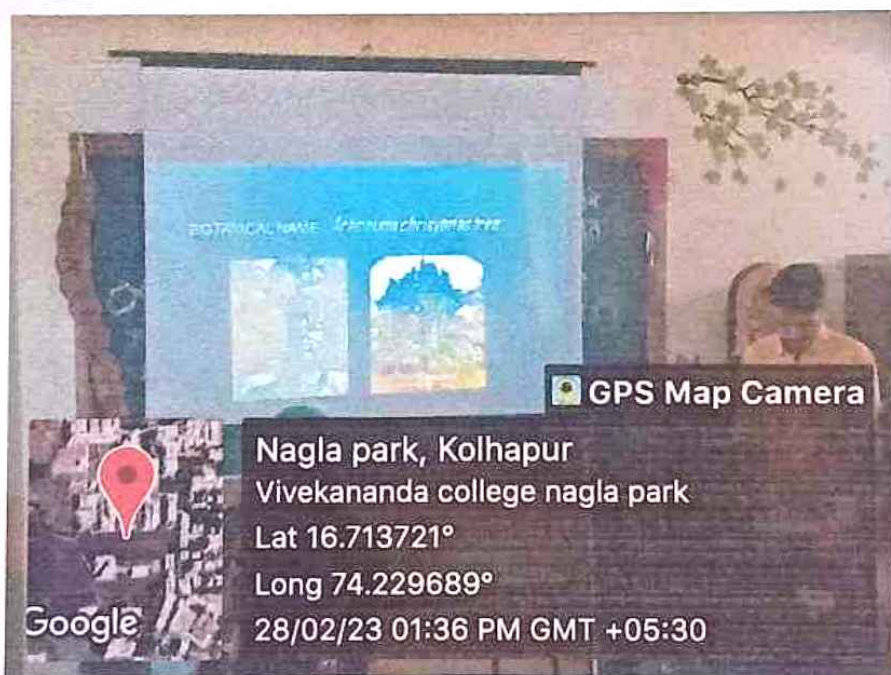 BOTANICAL NAME
GPS Map Camera
Nagla park, Kolhapur
Vivekananda college nagla park
Lat 16.713721°
Long 74.229689°
28/02/23 01:36 PM GMT +05:30
Google